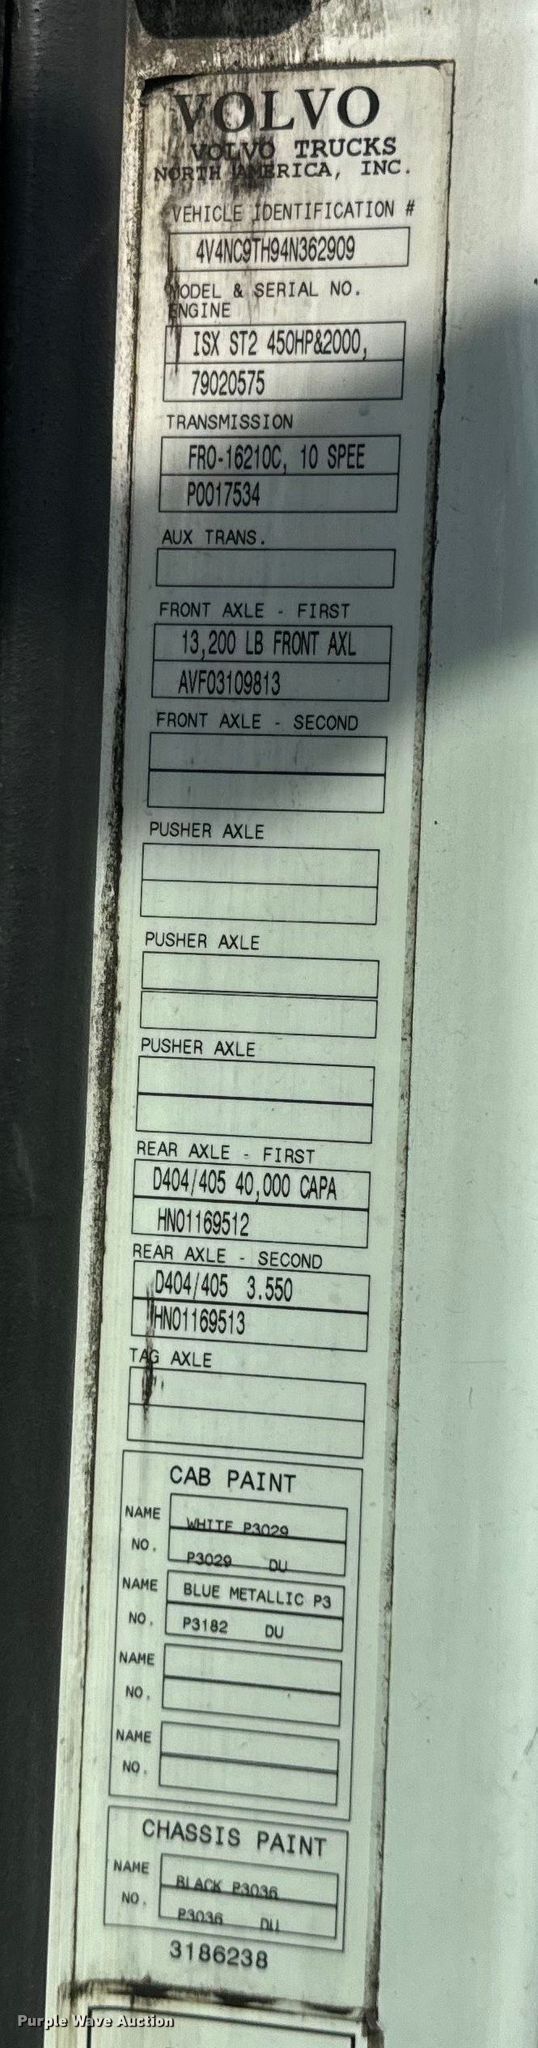 VOLVO
VOLVO TRUCKS
NORTH AMERICA, INC.
VEHICLE IDENTIFICATION #
4V4NC9TH94N362909
MODEL & SERIAL NO.
ENGINE
ISX ST2 450HP&2000,
79020575
TRANSMISSION
FRO-16210C, 10 SPEE
P0017534
AUX TRANS.
FRONT AXLE - FIRST
13,200 LB FRONT AXL
AVF03109813
FRONT AXLE - SECOND
PUSHER AXLE
PUSHER AXLE
PUSHER AXLE
REAR AXLE - FIRST
D404/405 40,000 CAPA
HN01169512
REAR AXLE - SECOND
D404/405 3.550
HN01169513
TAG AXLE
CAB PAINT
NAME WHITE P3029
NO. P3029 DU
NAME BLUE METALLIC P3
NO. P3182 DU
NAME
NO.
NAME
NO.
CHASSIS PAINT
NAME BLACK P3036
NO. P3036 DU
3186238
Purple Wave Auction